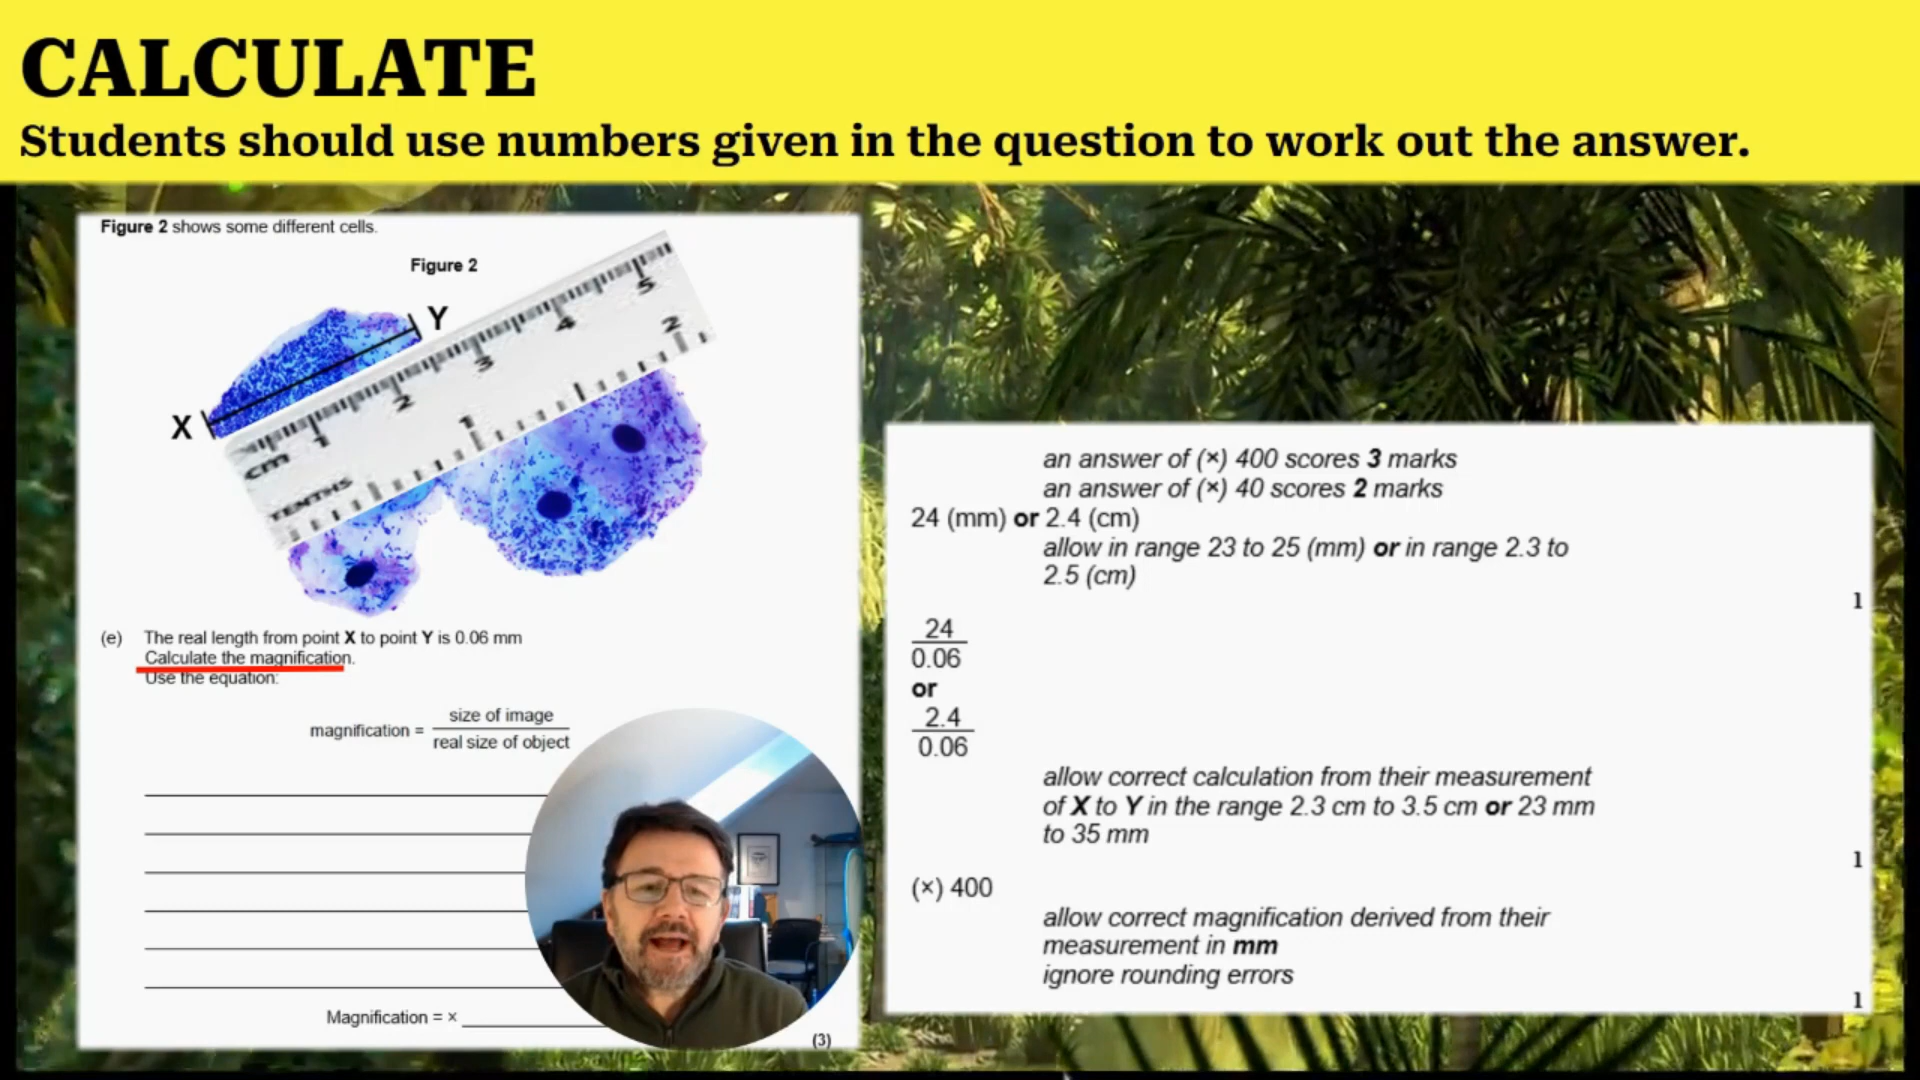 CALCULATE
Students should use numbers given in the question to work out the answer.
Figure 2 shows some different cells.
Figure 2
Y
X
cm
1
2
3
4
5
TENTHS
1
2
(e) The real length from point X to point Y is 0.06 mm
Calculate the magnification.
Use the equation:
magnification = size of image
real size of object
Magnification = ×
(3)
an answer of (×) 400 scores 3 marks
an answer of (×) 40 scores 2 marks
24 (mm) or 2.4 (cm)
allow in range 23 to 25 (mm) or in range 2.3 to
2.5 (cm)
1
24
0.06
or
2.4
0.06
allow correct calculation from their measurement
of X to Y in the range 2.3 cm to 3.5 cm or 23 mm
to 35 mm
1
(×) 400
allow correct magnification derived from their
measurement in mm
ignore rounding errors
1